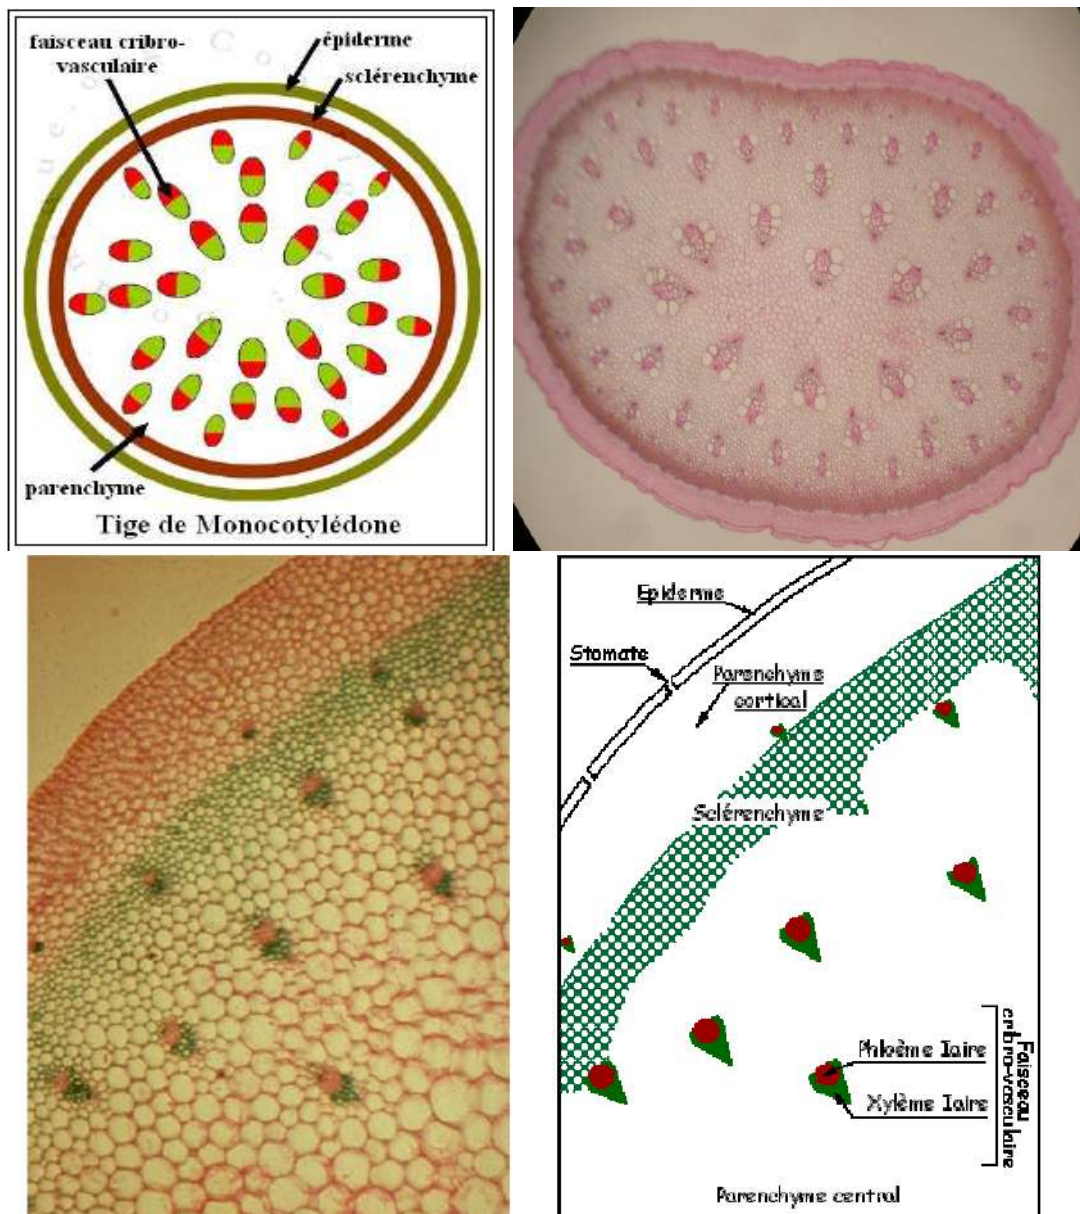 faisceau cribro-
vasculaire
épiderme
sclérenchyme
parenchyme
Tige de Monocotylédone
Epiderme
Stomate
Parenchyme
cortical
Sclérenchyme
Phloème Iaire
Xylème Iaire
Faisceau
cribro-vasculaire
Parenchyme central